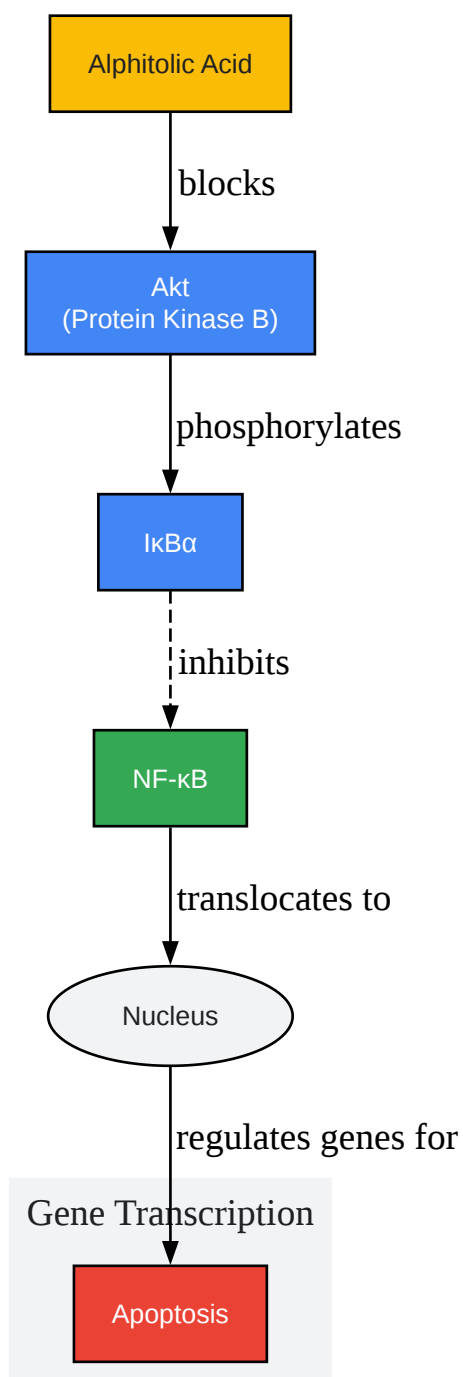 Alphitolic Acid
blocks
Akt
(Protein Kinase B)
phosphorylates
IκBα
inhibits
NF-κB
translocates to
Nucleus
regulates genes for
Gene Transcription
Apoptosis